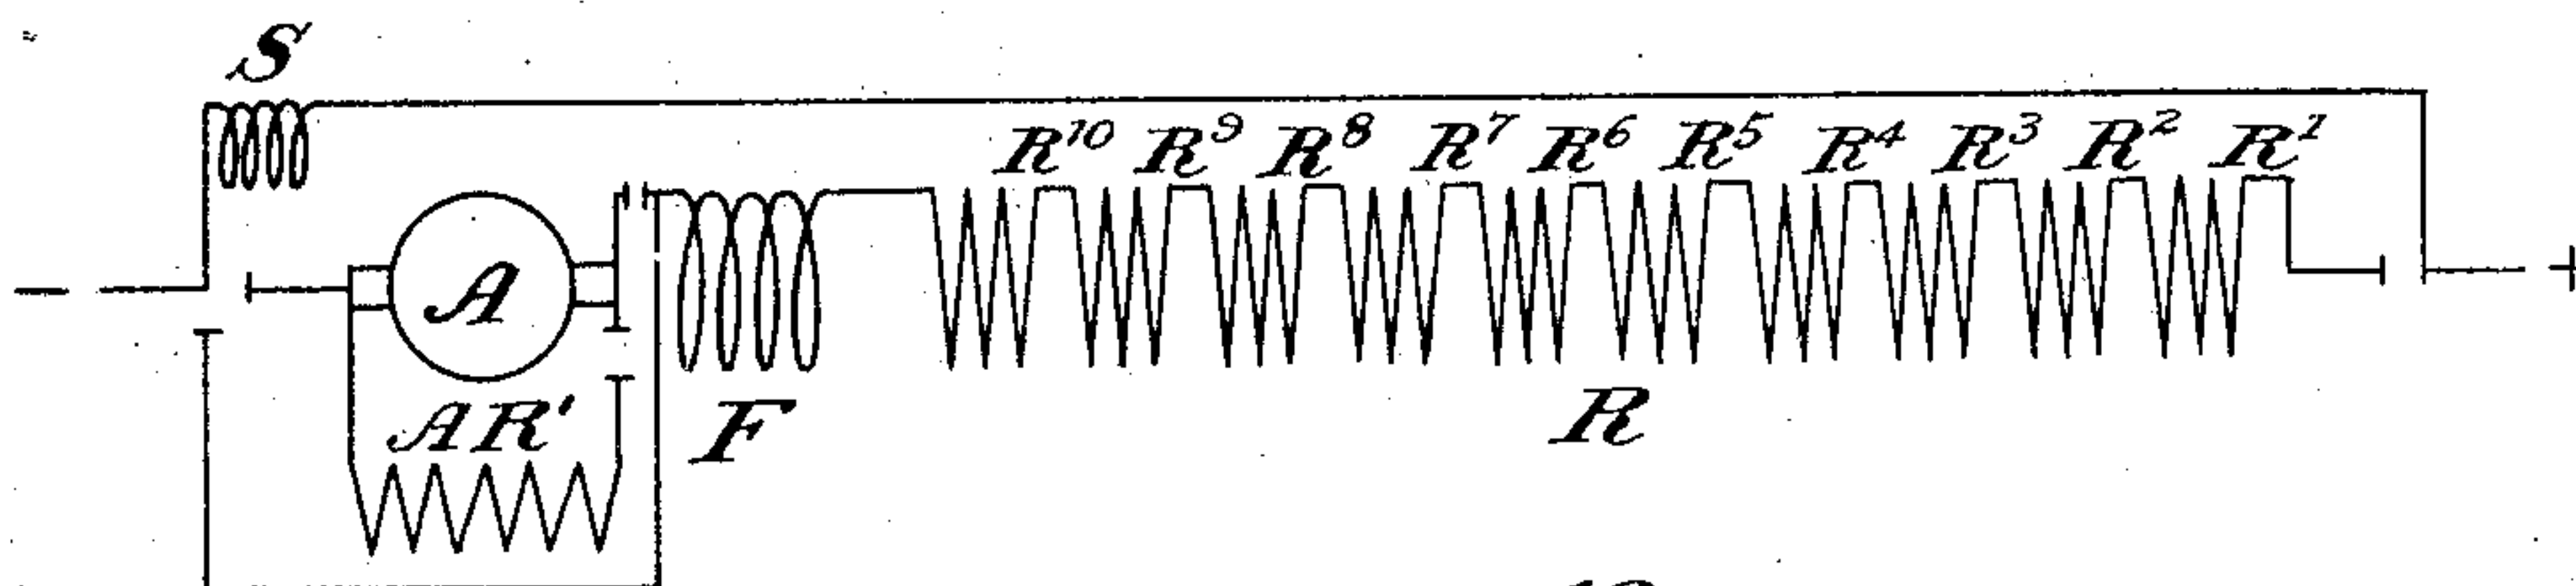 S
R¹⁰ R⁹ R⁸ R⁷ R⁶ R⁵ R⁴ R³ R² R¹
— A +
AR' F R